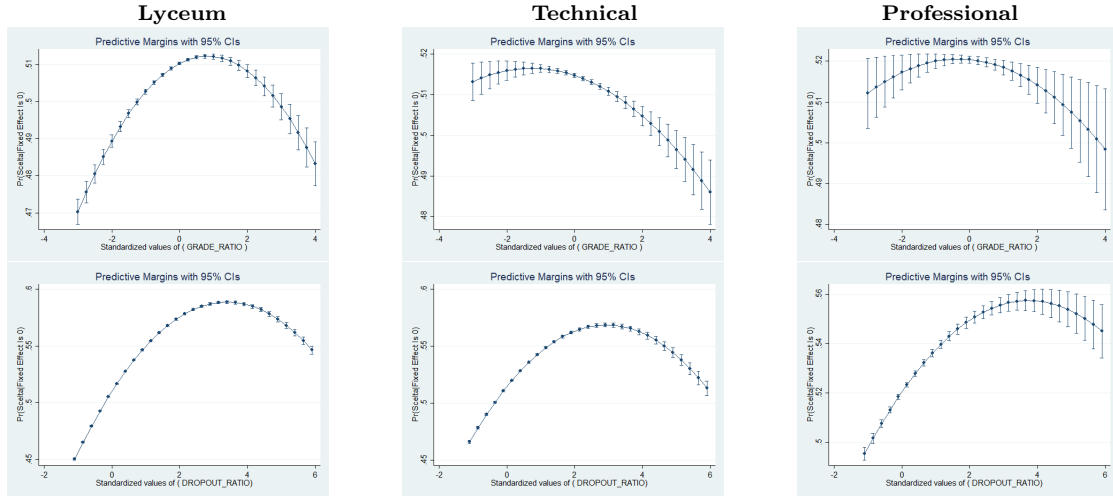 Lyceum
Technical
Professional
Predictive Margins with 95% CIs
Pr(Scelta|Fixed Effect Is 0)
.51
.5
.49
.48
.47
-4 -2 0 2 4
Standardized values of ( GRADE_RATIO )
Predictive Margins with 95% CIs
Pr(Scelta|Fixed Effect Is 0)
.52
.51
.5
.49
.48
-4 -2 0 2 4
Standardized values of ( GRADE_RATIO )
Predictive Margins with 95% CIs
Pr(Scelta|Fixed Effect Is 0)
.52
.51
.5
.49
.48
-4 -2 0 2 4
Standardized values of ( GRADE_RATIO )
Predictive Margins with 95% CIs
Pr(Scelta|Fixed Effect Is 0)
.6
.55
.5
.45
-2 0 2 4 6
Standardized values of ( DROPOUT_RATIO)
Predictive Margins with 95% CIs
Pr(Scelta|Fixed Effect Is 0)
.6
.55
.5
.45
-2 0 2 4 6
Standardized values of ( DROPOUT_RATIO)
Predictive Margins with 95% CIs
Pr(Scelta|Fixed Effect Is 0)
.56
.54
.52
.5
-2 0 2 4 6
Standardized values of ( DROPOUT_RATIO)